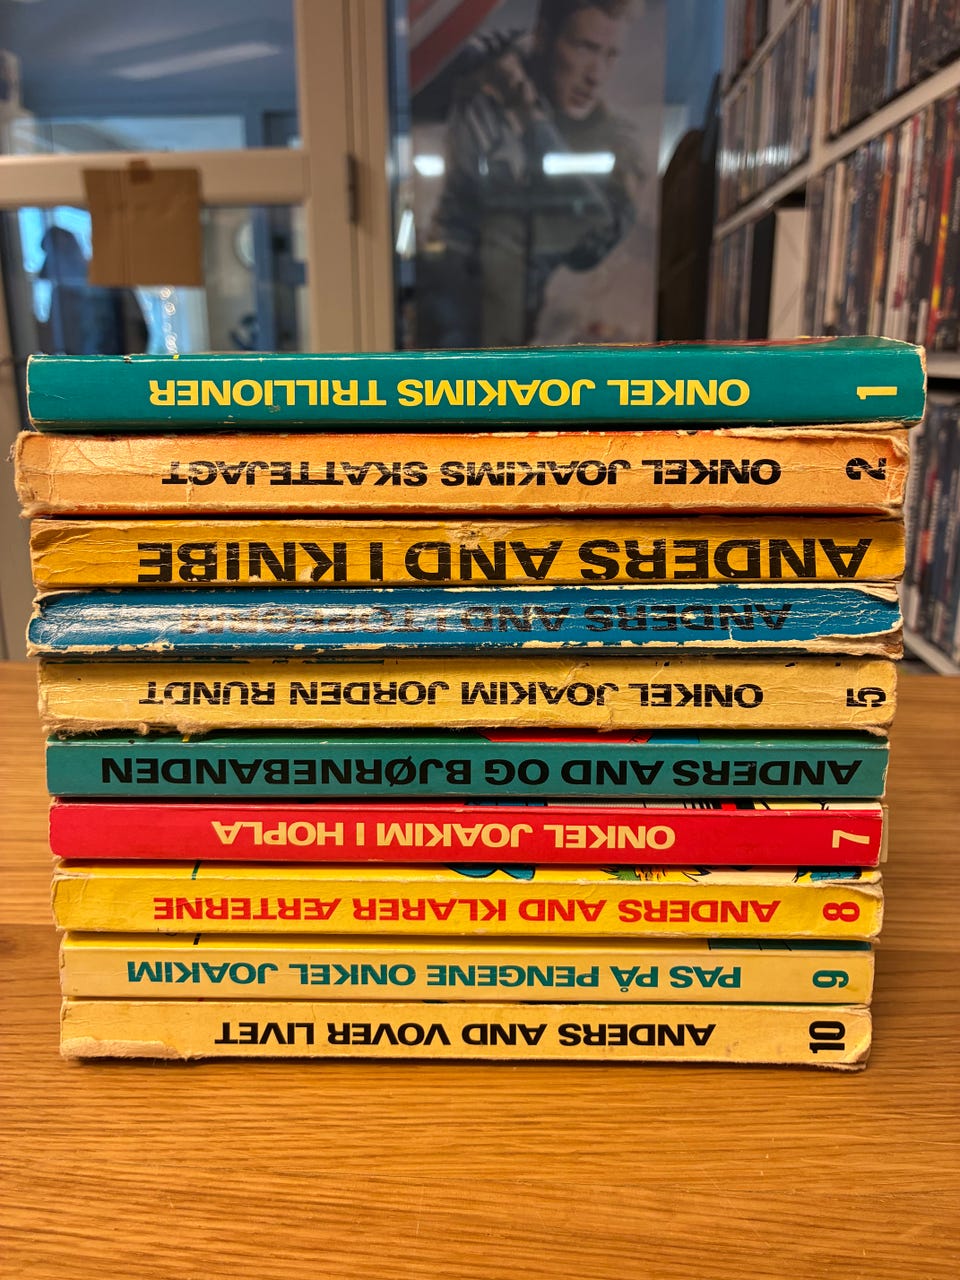 1 ONKEL JOAKIMS TRILLIONER
2 ONKEL JOAKIMS SKATTEJAGT
ANDERS AND I KNIBE
ANDERS AND I TOPFORM
5 ONKEL JOAKIM JORDEN RUNDT
ANDERS AND OG BJØRNEBANDEN
7 ONKEL JOAKIM I HOPLA
8 ANDERS AND KLARER ÆRTERNE
9 PAS PÅ PENGENE ONKEL JOAKIM
10 ANDERS AND VOVER LIVET